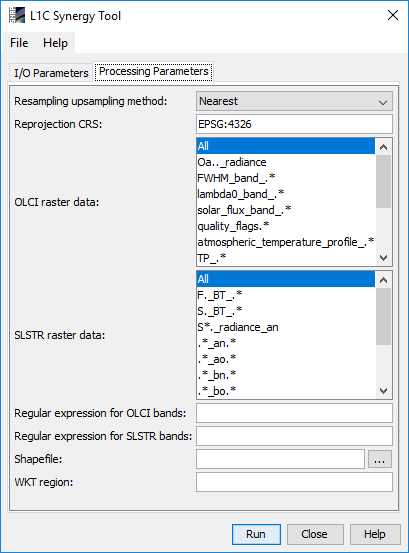 L1C Synergy Tool
File Help
I/O Parameters Processing Parameters
Resampling upsampling method: Nearest
Reprojection CRS: EPSG:4326
OLCI raster data:
All
Oa.._radiance
FWHM_band_.*
lambda0_band_.*
solar_flux_band_.*
quality_flags.*
atmospheric_temperature_profile_.*
TP_.*
SLSTR raster data:
All
F._BT_.*
S._BT_.*
S*._radiance_an
.*_an.*
.*_ao.*
.*_bn.*
.*_bo.*
Regular expression for OLCI bands:
Regular expression for SLSTR bands:
Shapefile: ...
WKT region:
Run Close Help